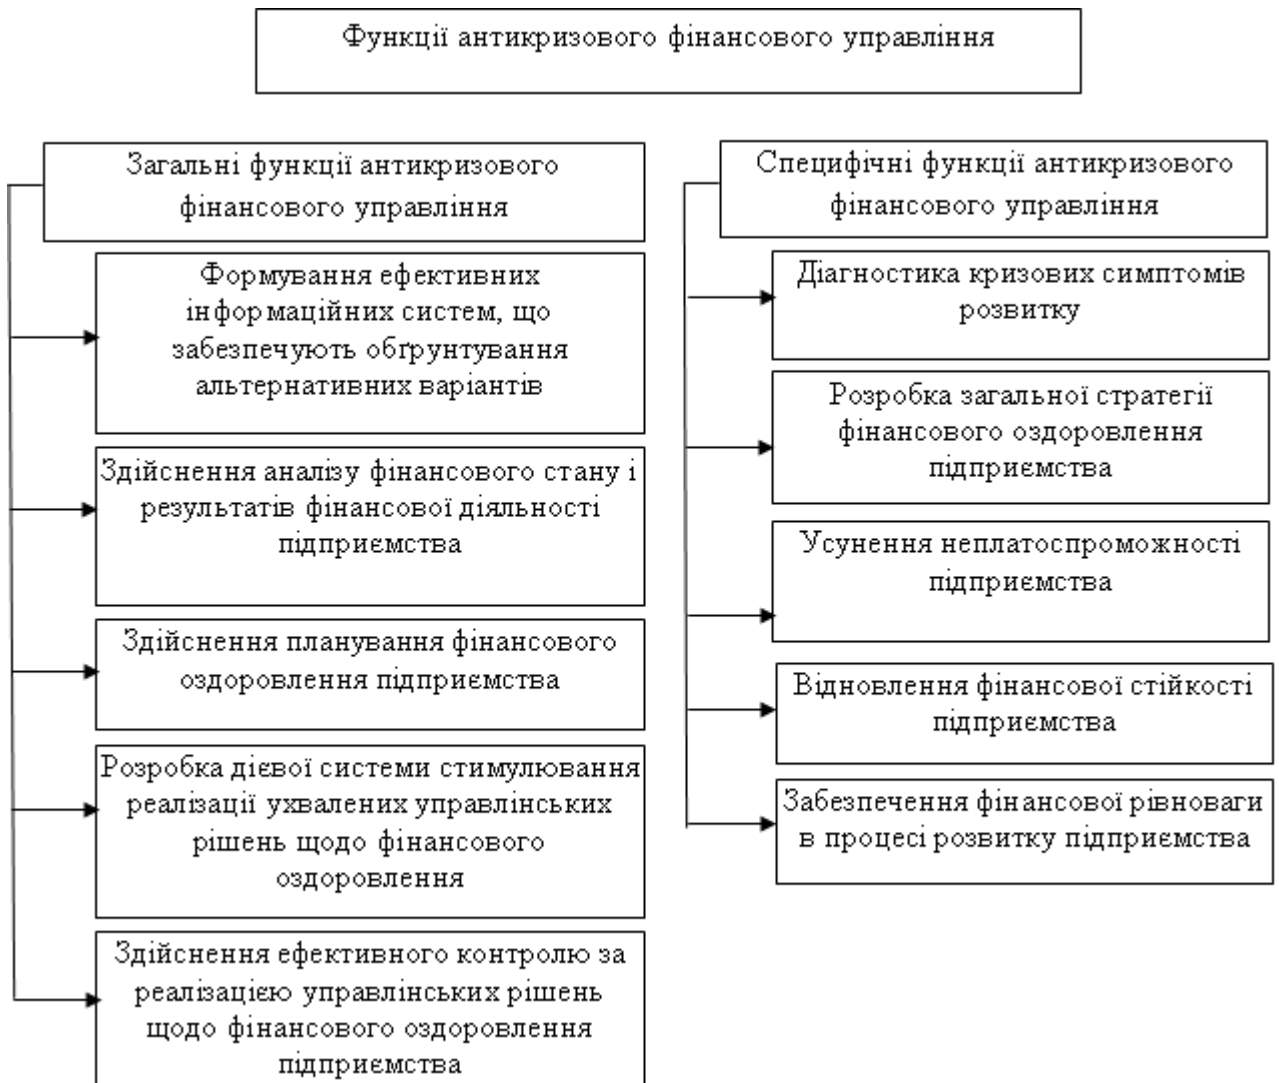 Функції антикризового фінансового управління
Загальні функції антикризового
фінансового управління
Формування ефективних
інформаційних систем, що
забезпечують обґрунтування
альтернативних варіантів
Здійснення аналізу фінансового стану і
результатів фінансової діяльності
підприємства
Здійснення планування фінансового
оздоровлення підприємства
Розробка дієвої системи стимулювання
реалізації ухвалених управлінських
рішень щодо фінансового
оздоровлення
Здійснення ефективного контролю за
реалізацією управлінських рішень
щодо фінансового оздоровлення
підприємства
Специфічні функції антикризового
фінансового управління
Діагностика кризових симптомів
розвитку
Розробка загальної стратегії
фінансового оздоровлення
підприємства
Усунення неплатоспроможності
підприємства
Відновлення фінансової стійкості
підприємства
Забезпечення фінансової рівноваги
в процесі розвитку підприємства